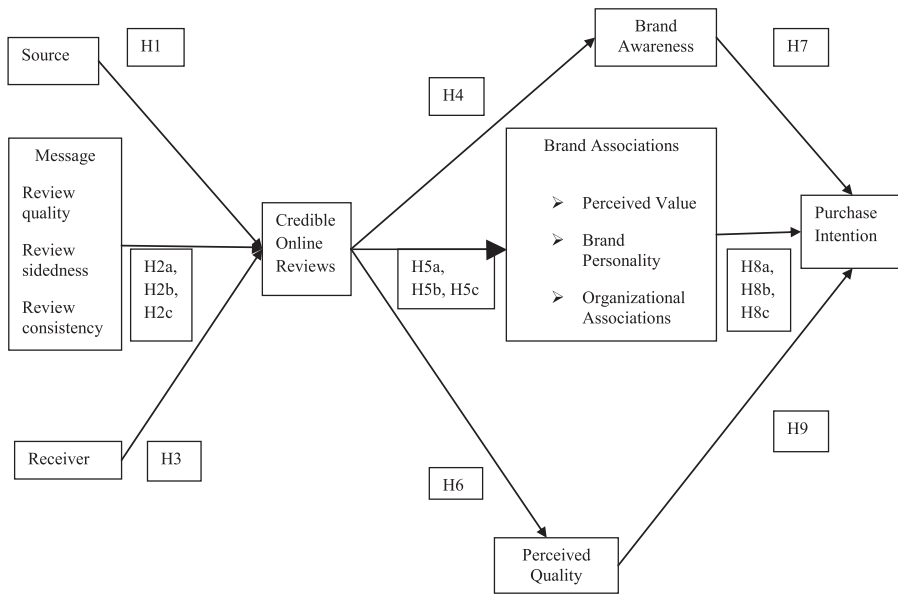 Source
H1
Message
Review
quality
Review
sidedness
Review
consistency
H2a,
H2b,
H2c
Receiver
H3
Credible
Online
Reviews
H4
H5a,
H5b, H5c
H6
Brand
Awareness
Brand Associations
Perceived Value
Brand
Personality
Organizational
Associations
Perceived
Quality
H7
H8a,
H8b,
H8c
H9
Purchase
Intention